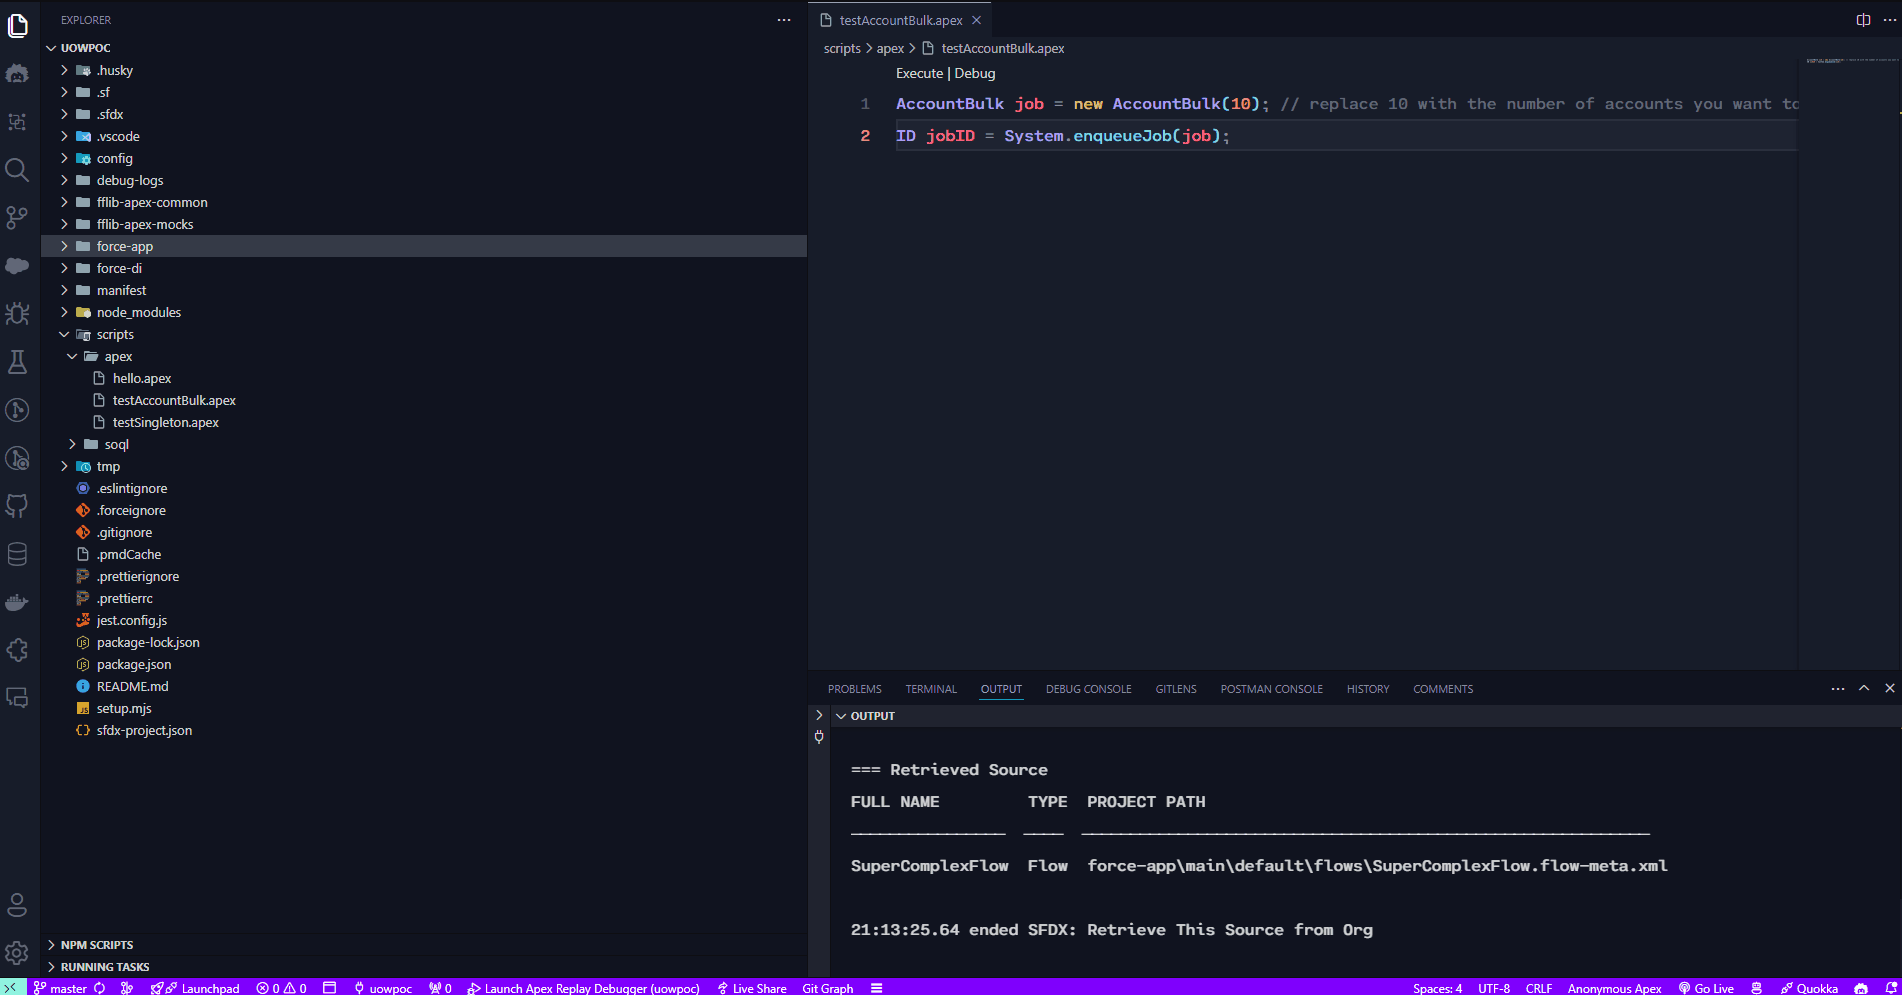 EXPLORER
UOWPOC
.husky
.sf
.sfdx
.vscode
config
debug-logs
fflib-apex-common
fflib-apex-mocks
force-app
force-di
manifest
node_modules
scripts
apex
hello.apex
testAccountBulk.apex
testSingleton.apex
soql
tmp
.eslintignore
.forceignore
.gitignore
.pmdCache
.prettierignore
.prettierrc
jest.config.js
package-lock.json
package.json
README.md
setup.mjs
sfdx-project.json
NPM SCRIPTS
RUNNING TASKS
testAccountBulk.apex
scripts > apex > testAccountBulk.apex
Execute | Debug
1 AccountBulk job = new AccountBulk(10); // replace 10 with the number of accounts you want to
2 ID jobID = System.enqueueJob(job);
PROBLEMS TERMINAL OUTPUT DEBUG CONSOLE GITLENS POSTMAN CONSOLE HISTORY COMMENTS
OUTPUT
=== Retrieved Source
FULL NAME TYPE PROJECT PATH
SuperComplexFlow Flow force-app\main\default\flows\SuperComplexFlow.flow-meta.xml
21:13:25.64 ended SFDX: Retrieve This Source from Org
master Launchpad 0 0 uowpoc 0 Launch Apex Replay Debugger (uowpoc) Live Share Git Graph Spaces: 4 UTF-8 CRLF Anonymous Apex Go Live Quokka